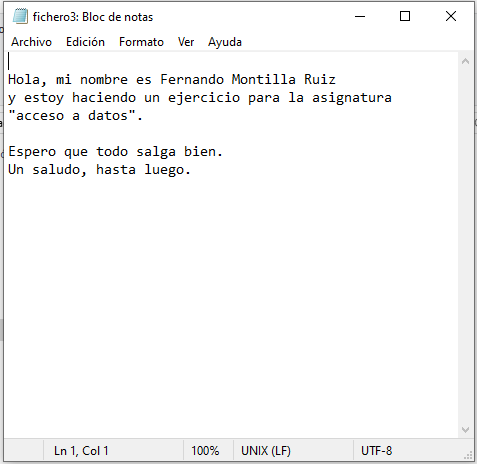 fichero3: Bloc de notas
Archivo Edición Formato Ver Ayuda
Hola, mi nombre es Fernando Montilla Ruiz
y estoy haciendo un ejercicio para la asignatura
"acceso a datos".
Espero que todo salga bien.
Un saludo, hasta luego.
Ln 1, Col 1 100% UNIX (LF) UTF-8